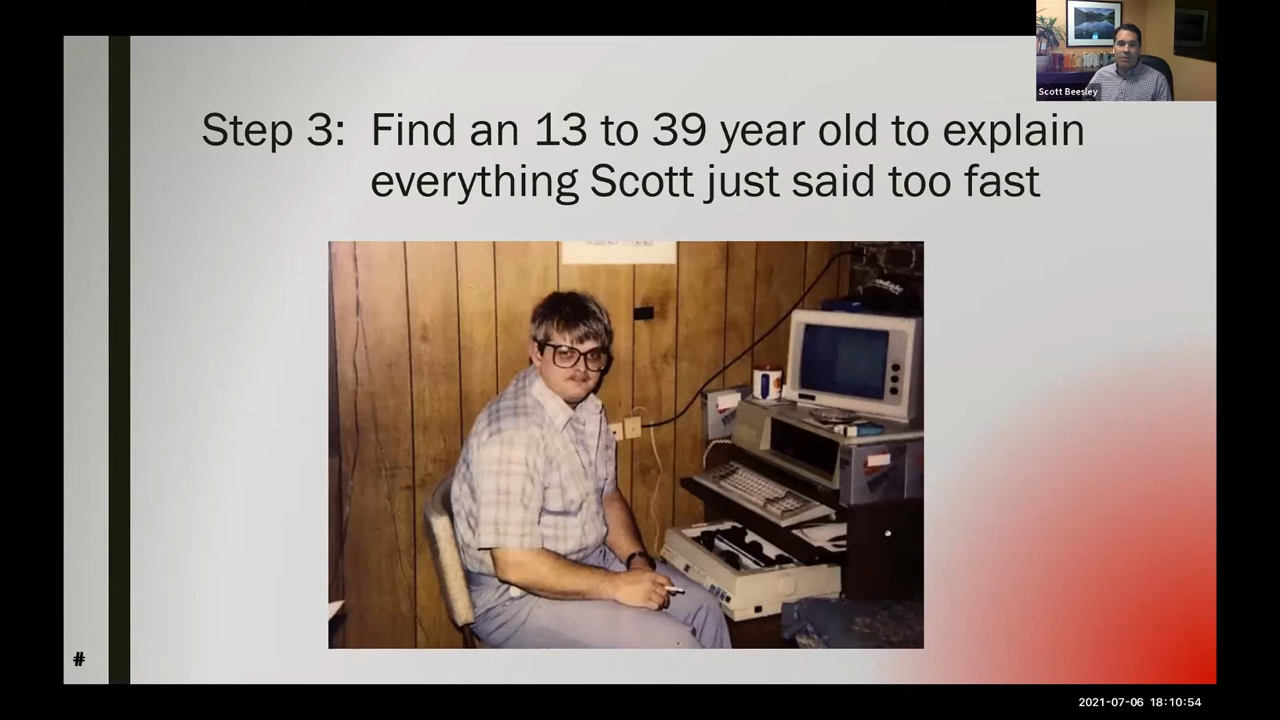 Scott Beesley
Step 3: Find an 13 to 39 year old to explain
everything Scott just said too fast
#
2021-07-06 18:10:54